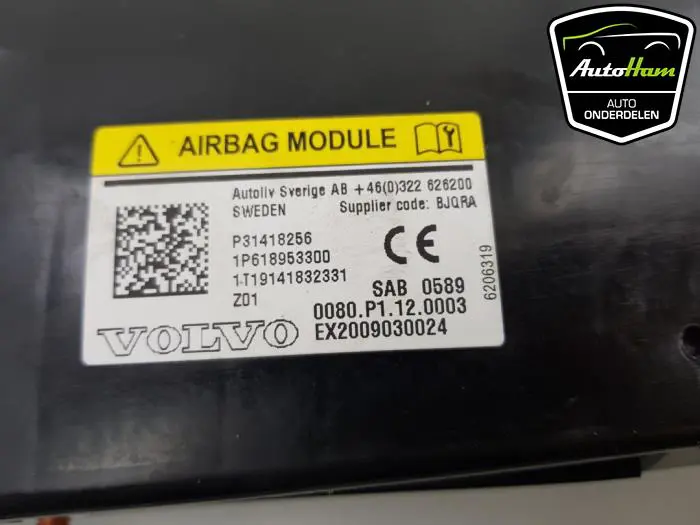 AutoHam
AUTO
ONDERDELEN
AIRBAG MODULE
Autoliv Sverige AB +46(0)322 626200
SWEDEN Supplier code: BJQRA
P31418256
1P618953300
1T19141832331
Z01
CE
SAB 0589
0080.P1.12.0003
EX2009030024
VOLVO
6206319